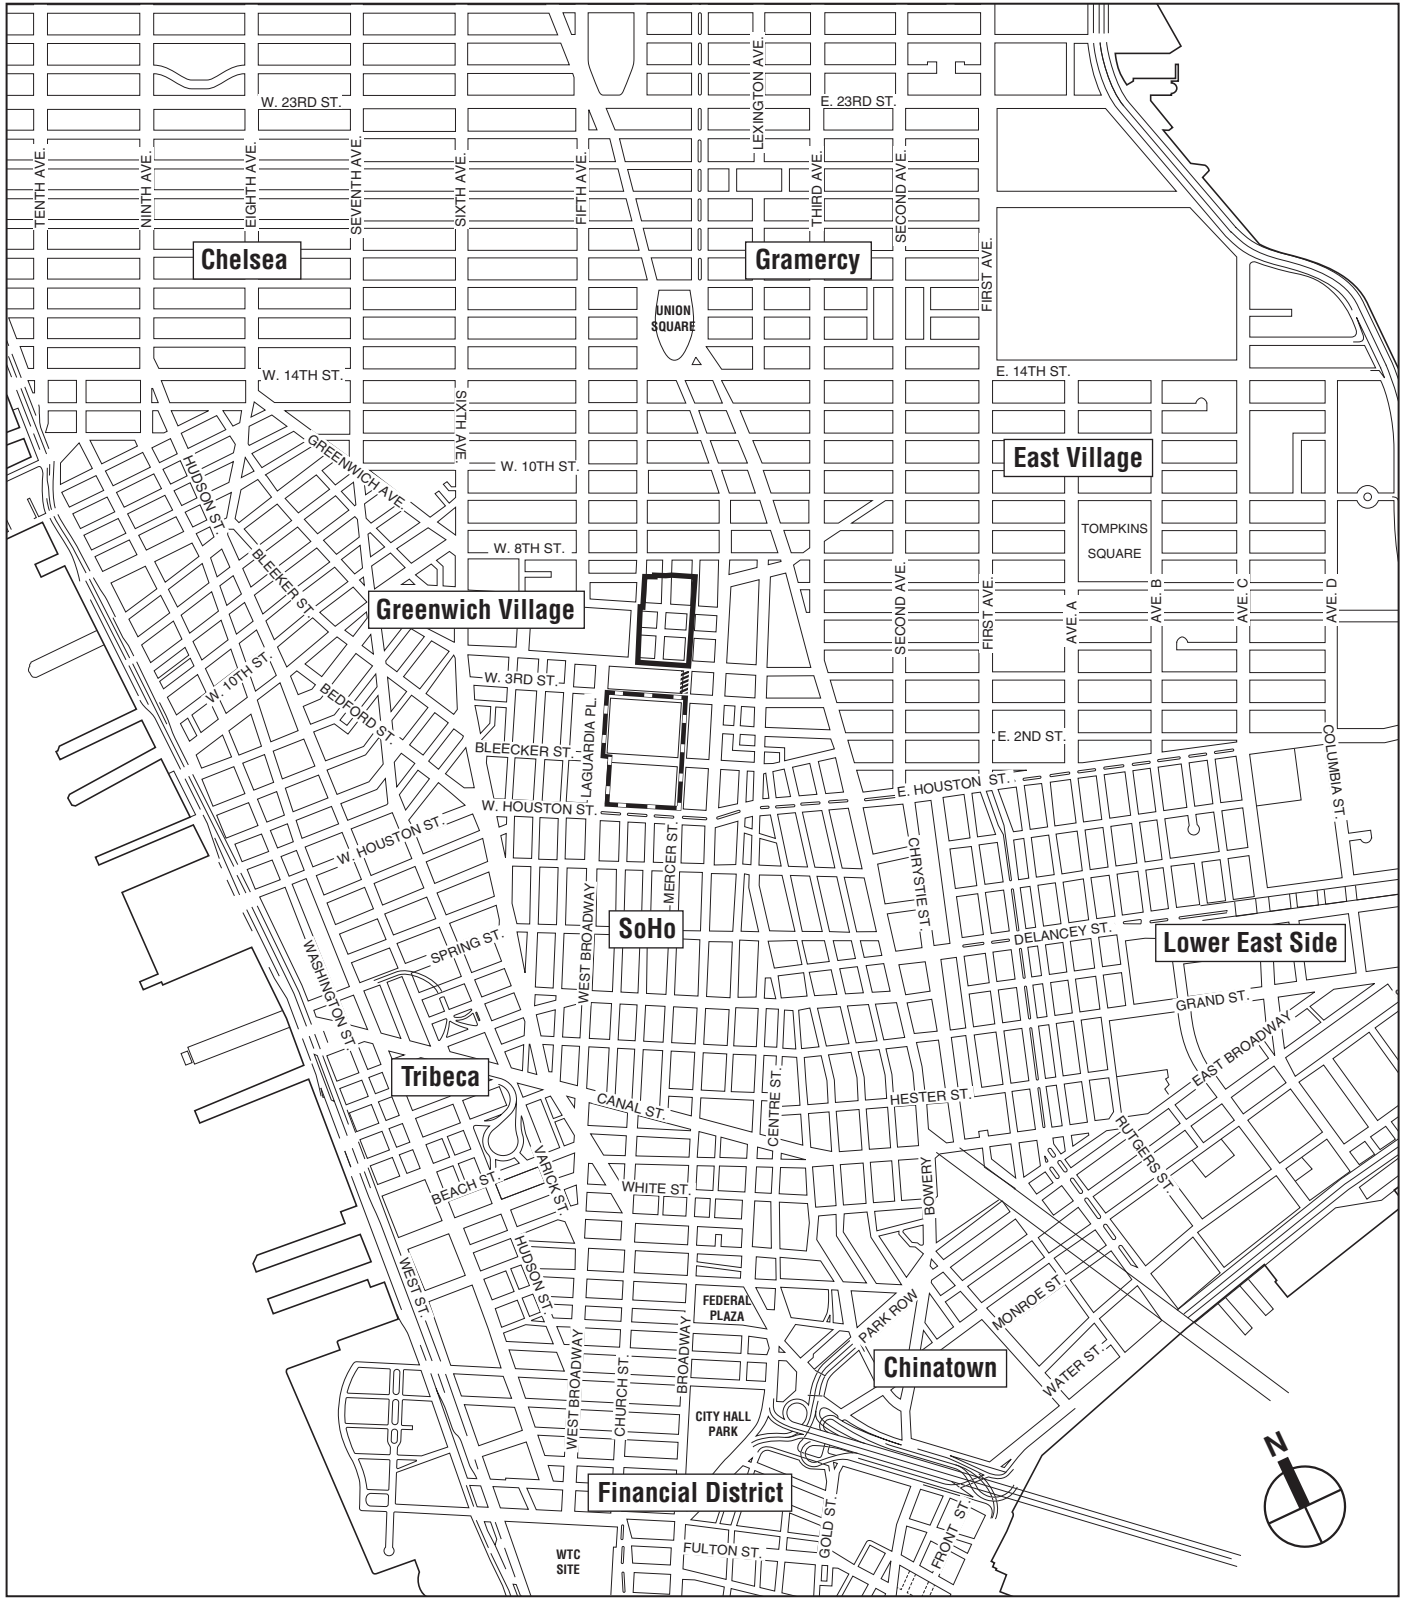 W. 23RD ST.
E. 23RD ST.
LEXINGTON AVE.
TENTH AVE.
NINTH AVE.
EIGHTH AVE.
SEVENTH AVE.
SIXTH AVE.
FIFTH AVE.
THIRD AVE.
SECOND AVE.
FIRST AVE.
Chelsea
Gramercy
UNION
SQUARE
W. 14TH ST.
E. 14TH ST.
SIXTH AVE.
GREENWICH AVE.
HUDSON ST.
W. 10TH ST.
East Village
TOMPKINS
SQUARE
W. 8TH ST.
BLEEKER ST.
Greenwich Village
SECOND AVE.
FIRST AVE.
AVE. A
AVE. B
AVE. C
AVE. D
W. 10TH ST.
W. 3RD ST.
BEDFORD ST.
LAGUARDIA PL.
BLEECKER ST.
E. 2ND ST.
COLUMBIA ST.
E. HOUSTON ST.
W. HOUSTON ST.
W. HOUSTON ST.
MERCER ST.
CHRYSTIE ST.
WEST BROADWAY
SoHo
SPRING ST.
DELANCEY ST.
Lower East Side
WASHINGTON ST.
GRAND ST.
EAST BROADWAY
Tribeca
CANAL ST.
CENTRE ST.
HESTER ST.
RUTGERS ST.
VARICK ST.
BEACH ST.
WHITE ST.
BOWERY
WEST ST.
HUDSON ST.
FEDERAL
PLAZA
PARK ROW
MONROE ST.
WEST BROADWAY
CHURCH ST.
BROADWAY
Chinatown
WATER ST.
CITY HALL
PARK
N
Financial District
GOLD ST.
FRONT ST.
FULTON ST.
WTC
SITE